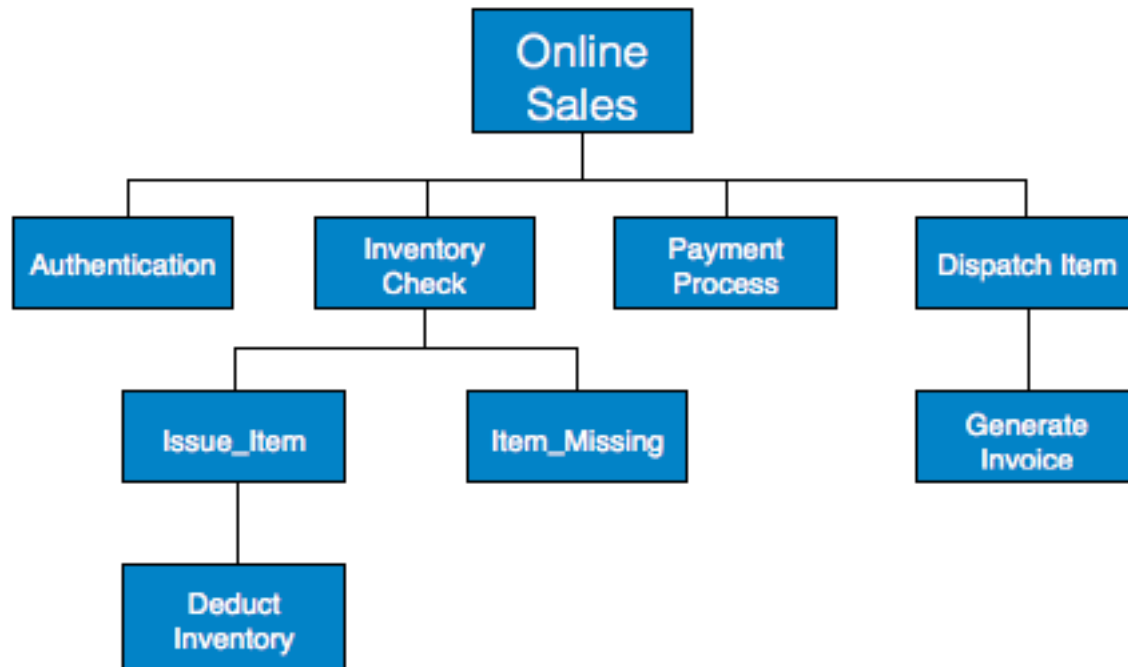 Online
Sales
Authentication
Inventory
Check
Payment
Process
Dispatch Item
Issue_Item
Item_Missing
Generate
Invoice
Deduct
Inventory